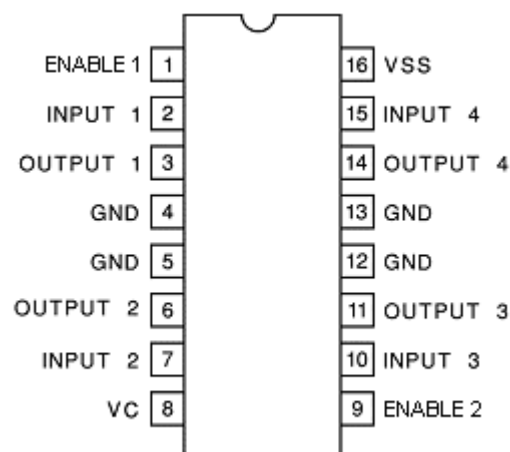 ENABLE 1 1 16 VSS
INPUT 1 2 15 INPUT 4
OUTPUT 1 3 14 OUTPUT 4
GND 4 13 GND
GND 5 12 GND
OUTPUT 2 6 11 OUTPUT 3
INPUT 2 7 10 INPUT 3
VC 8 9 ENABLE 2